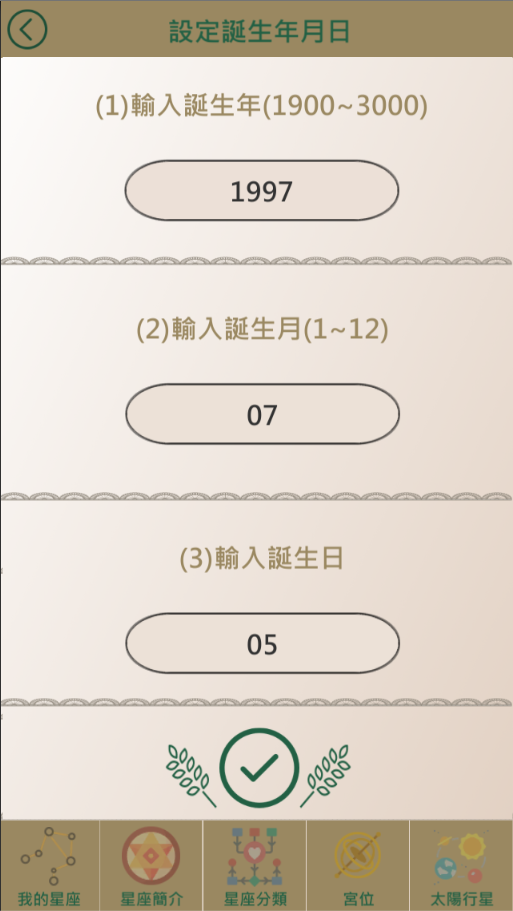 設定誕生年月日
(1)輸入誕生年(1900~3000)
1997
(2)輸入誕生月(1~12)
07
(3)輸入誕生日
05
我的星座
星座簡介
星座分類
宮位
太陽行星